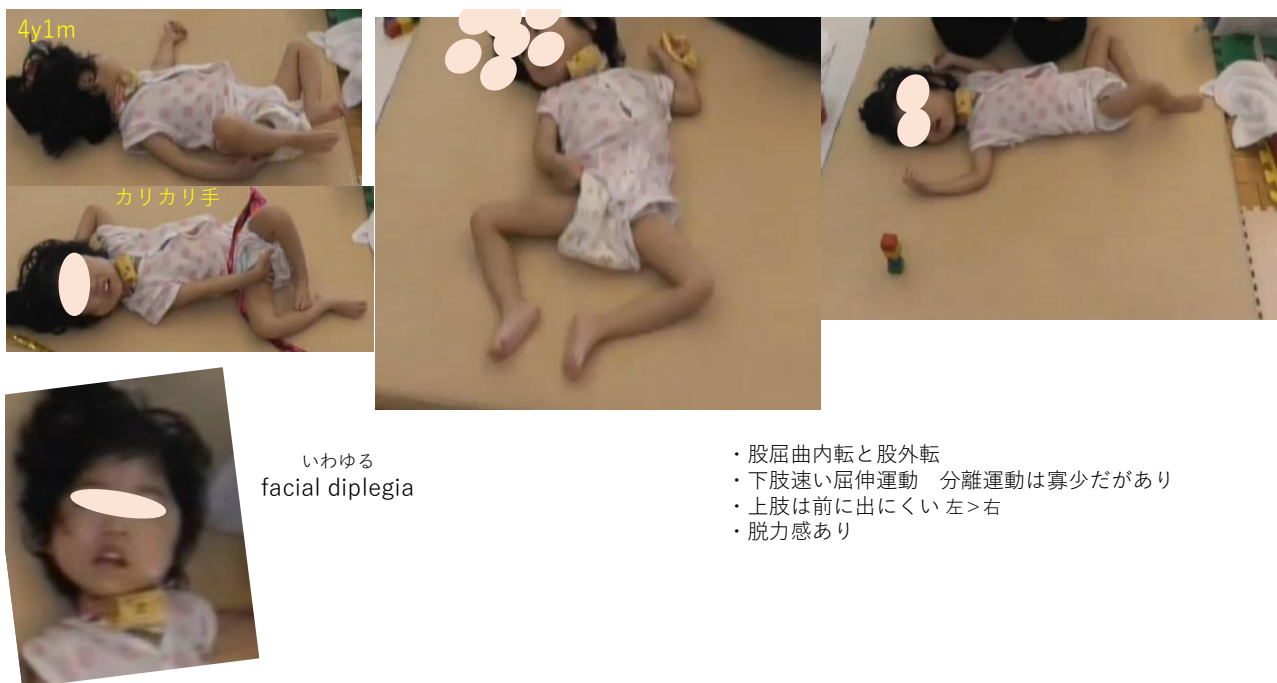 4y1m
カリカリ手
いわゆる
facial diplegia
・股屈曲内転と股外転
・下肢速い屈伸運動　分離運動は寡少だがあり
・上肢は前に出にくい 左＞右
・脱力感あり